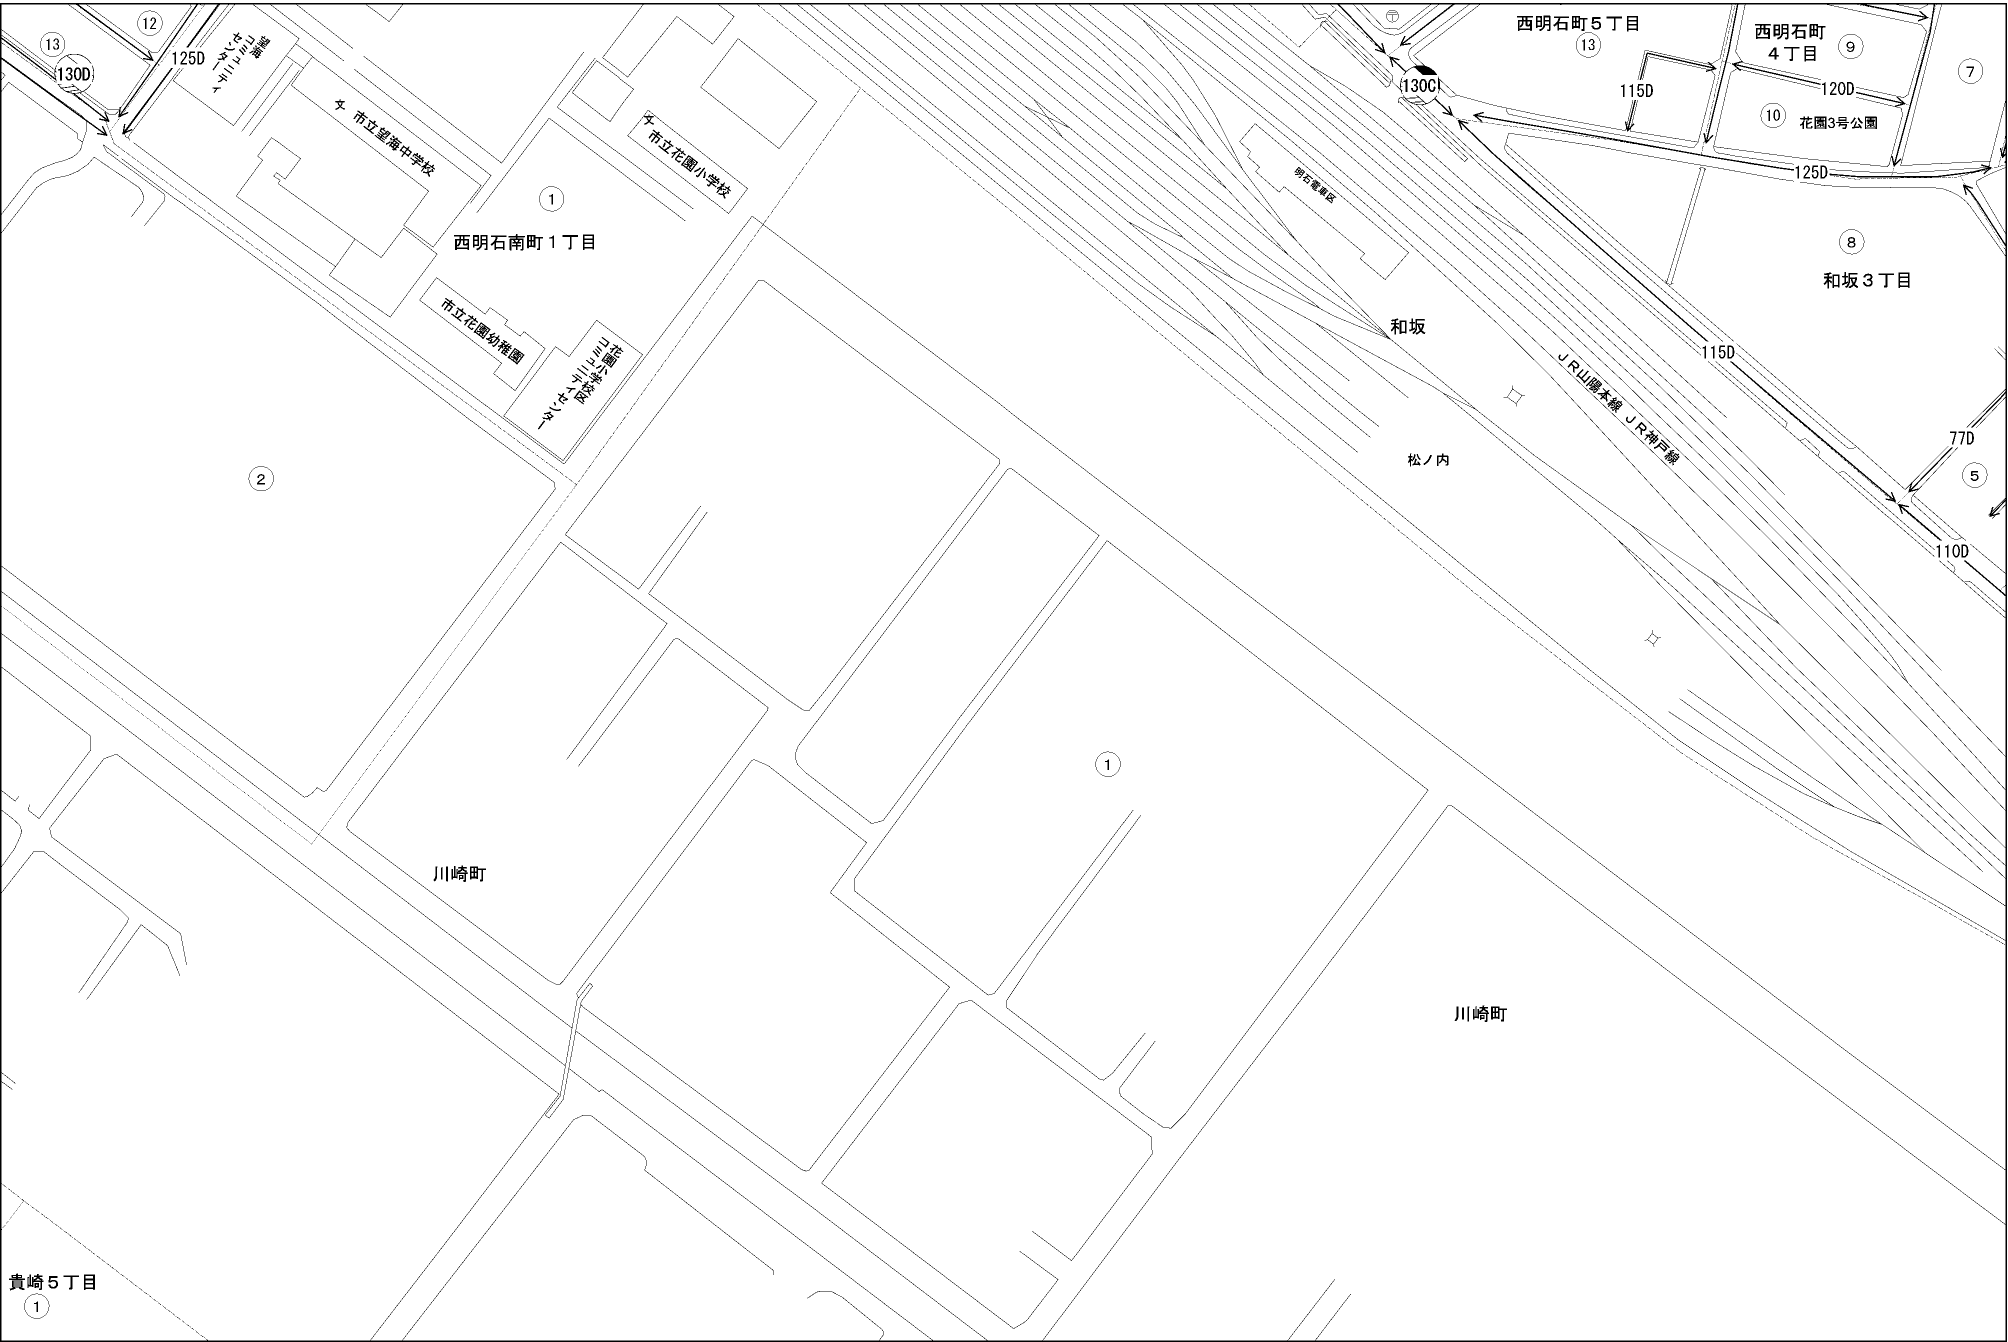 12
13
130D
125D
望海
コミュニティ
センター
文
市立望海中学校
文
市立花園小学校
1
西明石南町１丁目
市立花園幼稚園
花園小学校区
コミュニティセンター
2
西明石町５丁目
13
西明石町
４丁目
9
7
130C
115D
120D
10
花園3号公園
125D
明石電車区
8
和坂３丁目
和坂
115D
ＪＲ山陽本線 ＪＲ神戸線
松ノ内
77D
5
110D
1
川崎町
川崎町
貴崎５丁目
1